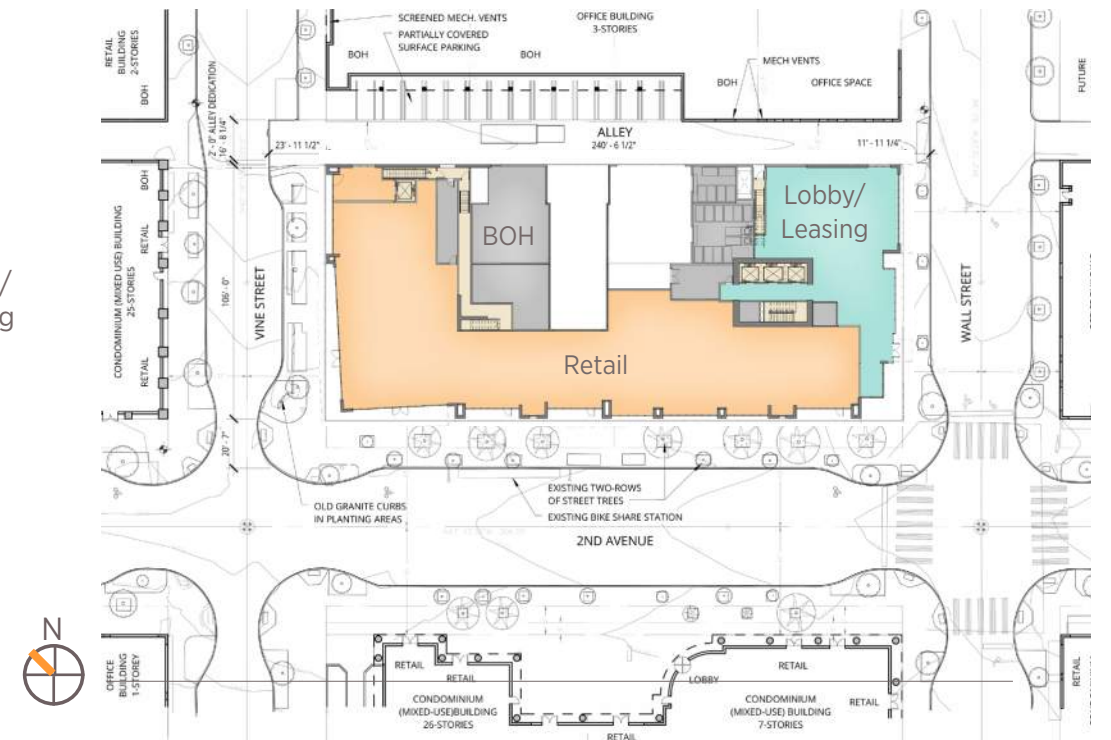 SCREENED MECH. VENTS
PARTIALLY COVERED
SURFACE PARKING
OFFICE BUILDING
3-STORIES
RETAIL
BUILDING
2-STORIES
BOH
BOH
BOH
BOH
MECH VENTS
OFFICE SPACE
FUTURE
2' - 0" ALLEY DEDICATION
16' - 8 1/4"
23' - 11 1/2"
ALLEY
240' - 6 1/2"
11' - 11 1/4"
BOH
RETAIL
CONDOMINIUM (MIXED USE) BUILDING
25-STORIES
RETAIL
VINE STREET
106' - 0"
BOH
Lobby/
Leasing
WALL STREET
/
g
Retail
20' - 7"
OLD GRANITE CURBS
IN PLANTING AREAS
EXISTING TWO-ROWS
OF STREET TREES
EXISTING BIKE SHARE STATION
2ND AVENUE
N
OFFICE
BUILDING
1-STOREY
RETAIL
RETAIL
CONDOMINIUM
(MIXED-USE)BUILDING
26-STORIES
RETAIL
LOBBY
RETAIL
CONDOMINIUM
(MIXED-USE) BUILDING
7-STORIES
RETAIL
RETAIL